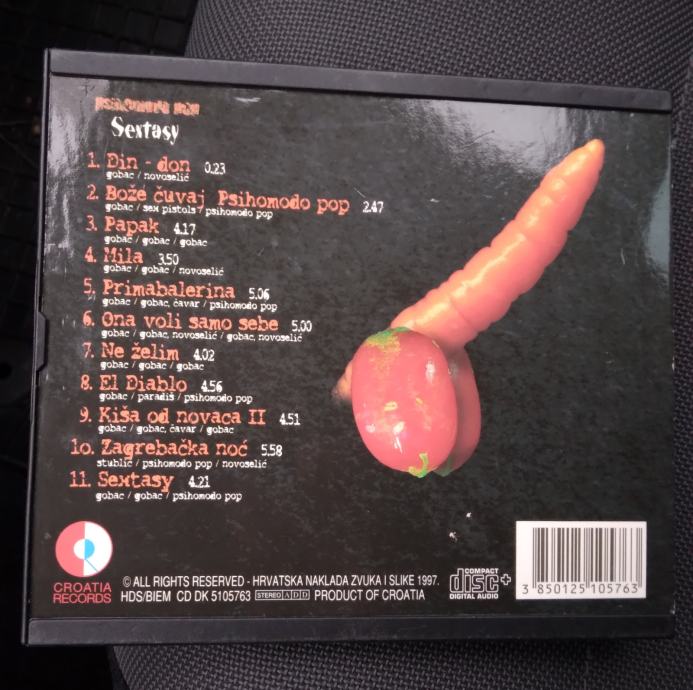 psihomodo pop
Sextasy
1. Din - don 0.23
gobac / novoselić
2. Bože čuvaj Psihomodo pop 2.47
gobac / sex pistols / psihomodo pop
3. Papak 4.17
gobac / gobac / gobac
4. Mila 3.50
gobac / gobac / novoselić
5. Primabalerina 5.06
gobac / gobac, čavar / psihomodo pop
6. Ona voli samo sebe 5.00
gobac / gobac, novoselić / gobac, novoselić
7. Ne želim 4.02
gobac / gobac / gobac
8. El Diablo 4.56
gobac / paradiš / psihomodo pop
9. Kiša od novaca II 4.51
gobac / gobac, čavar / gobac
10. Zagrebačka noć 5.58
stublić / psihomodo pop / novoselić
11. Sextasy 4.21
gobac / gobac / psihomodo pop
CROATIA
RECORDS
© ALL RIGHTS RESERVED - HRVATSKA NAKLADA ZVUKA I SLIKE 1997.
HDS/BIEM CD DK 5105763 STEREO ADD PRODUCT OF CROATIA
COMPACT
disc+
DIGITAL AUDIO
3 850125 105763